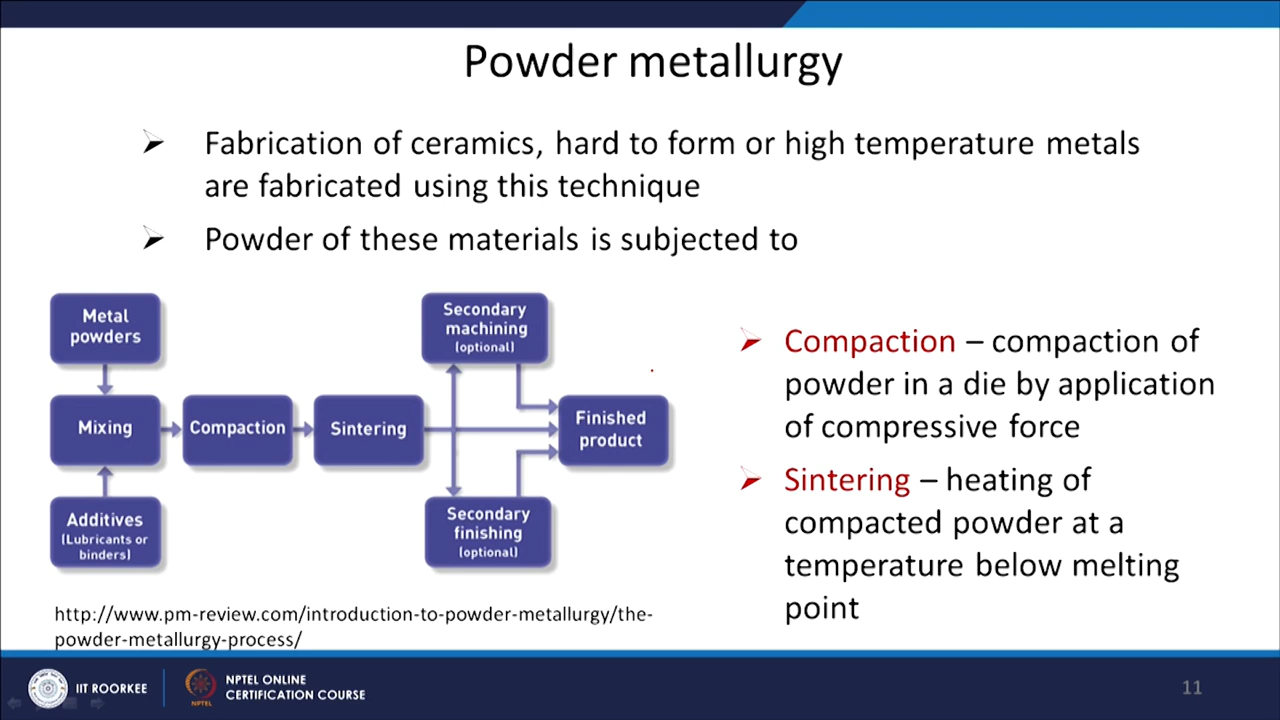 Powder metallurgy
Fabrication of ceramics, hard to form or high temperature metals
are fabricated using this technique
Powder of these materials is subjected to
Metal
powders
Mixing
Additives
(Lubricants or
binders)
Compaction
Sintering
Secondary
machining
(optional)
Secondary
finishing
(optional)
Finished
product
Compaction – compaction of
powder in a die by application
of compressive force
Sintering – heating of
compacted powder at a
temperature below melting
point
http://www.pm-review.com/introduction-to-powder-metallurgy/the-
powder-metallurgy-process/
IIT ROORKEE
NPTEL
NPTEL ONLINE
CERTIFICATION COURSE
11